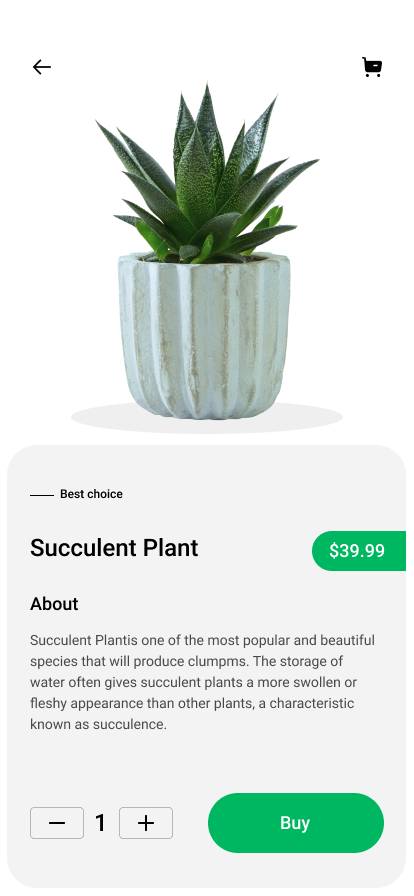 Best choice
Succulent Plant
$39.99
About
Succulent Plantis one of the most popular and beautiful
species that will produce clumpms. The storage of
water often gives succulent plants a more swollen or
fleshy appearance than other plants, a characteristic
known as succulence.
1
Buy